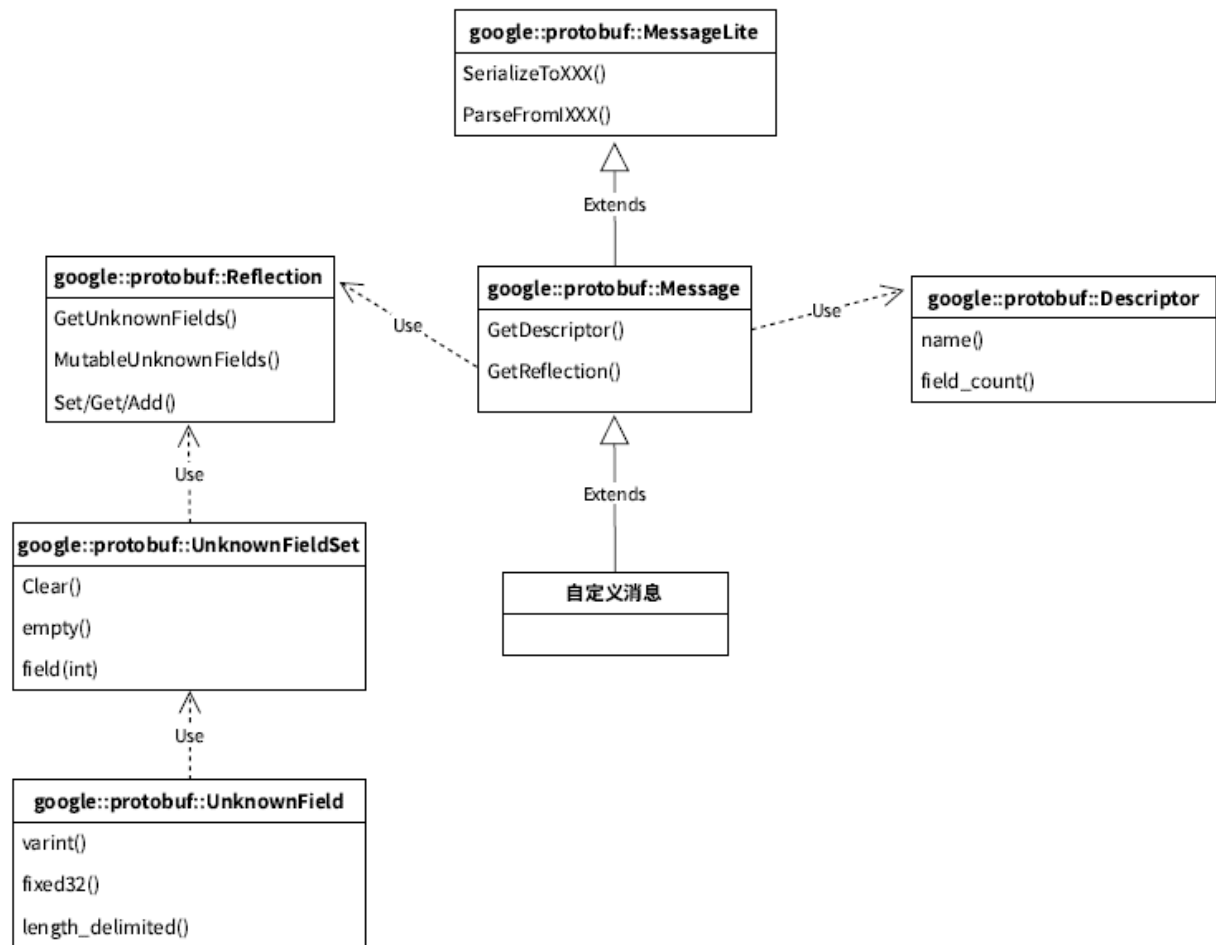 google::protobuf::MessageLite
SerializeToXXX()
ParseFromIXXX()
Extends
google::protobuf::Reflection
GetUnknownFields()
MutableUnknownFields()
Set/Get/Add()
Use
google::protobuf::Message
GetDescriptor()
GetReflection()
Use
google::protobuf::Descriptor
name()
field_count()
Use
Extends
google::protobuf::UnknownFieldSet
Clear()
empty()
field(int)
自定义消息
Use
google::protobuf::UnknownField
varint()
fixed32()
length_delimited()